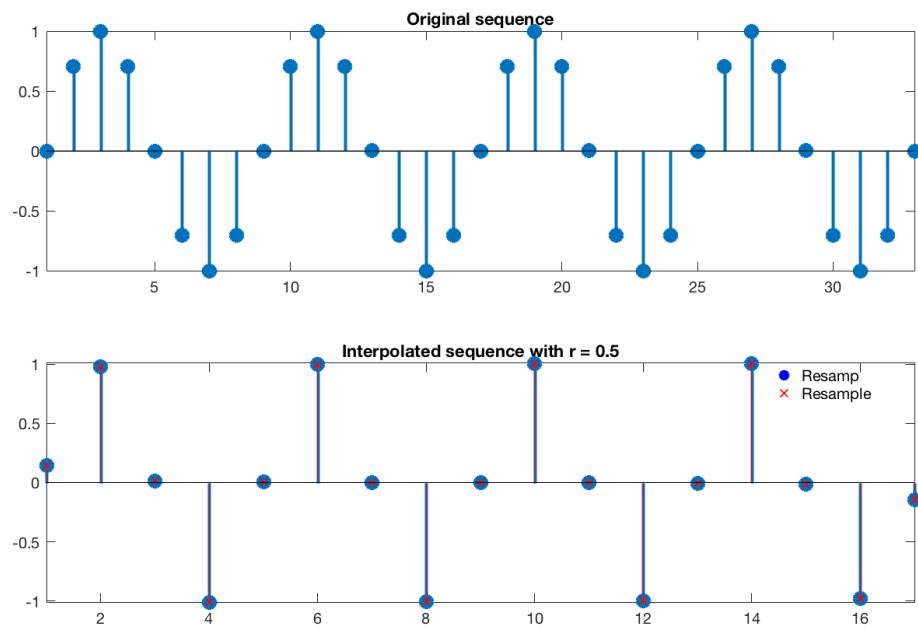 Original sequence
1
0.5
0
-0.5
-1
5 10 15 20 25 30
Interpolated sequence with r = 0.5
1
0.5
0
-0.5
-1
Resamp
Resample
2 4 6 8 10 12 14 16